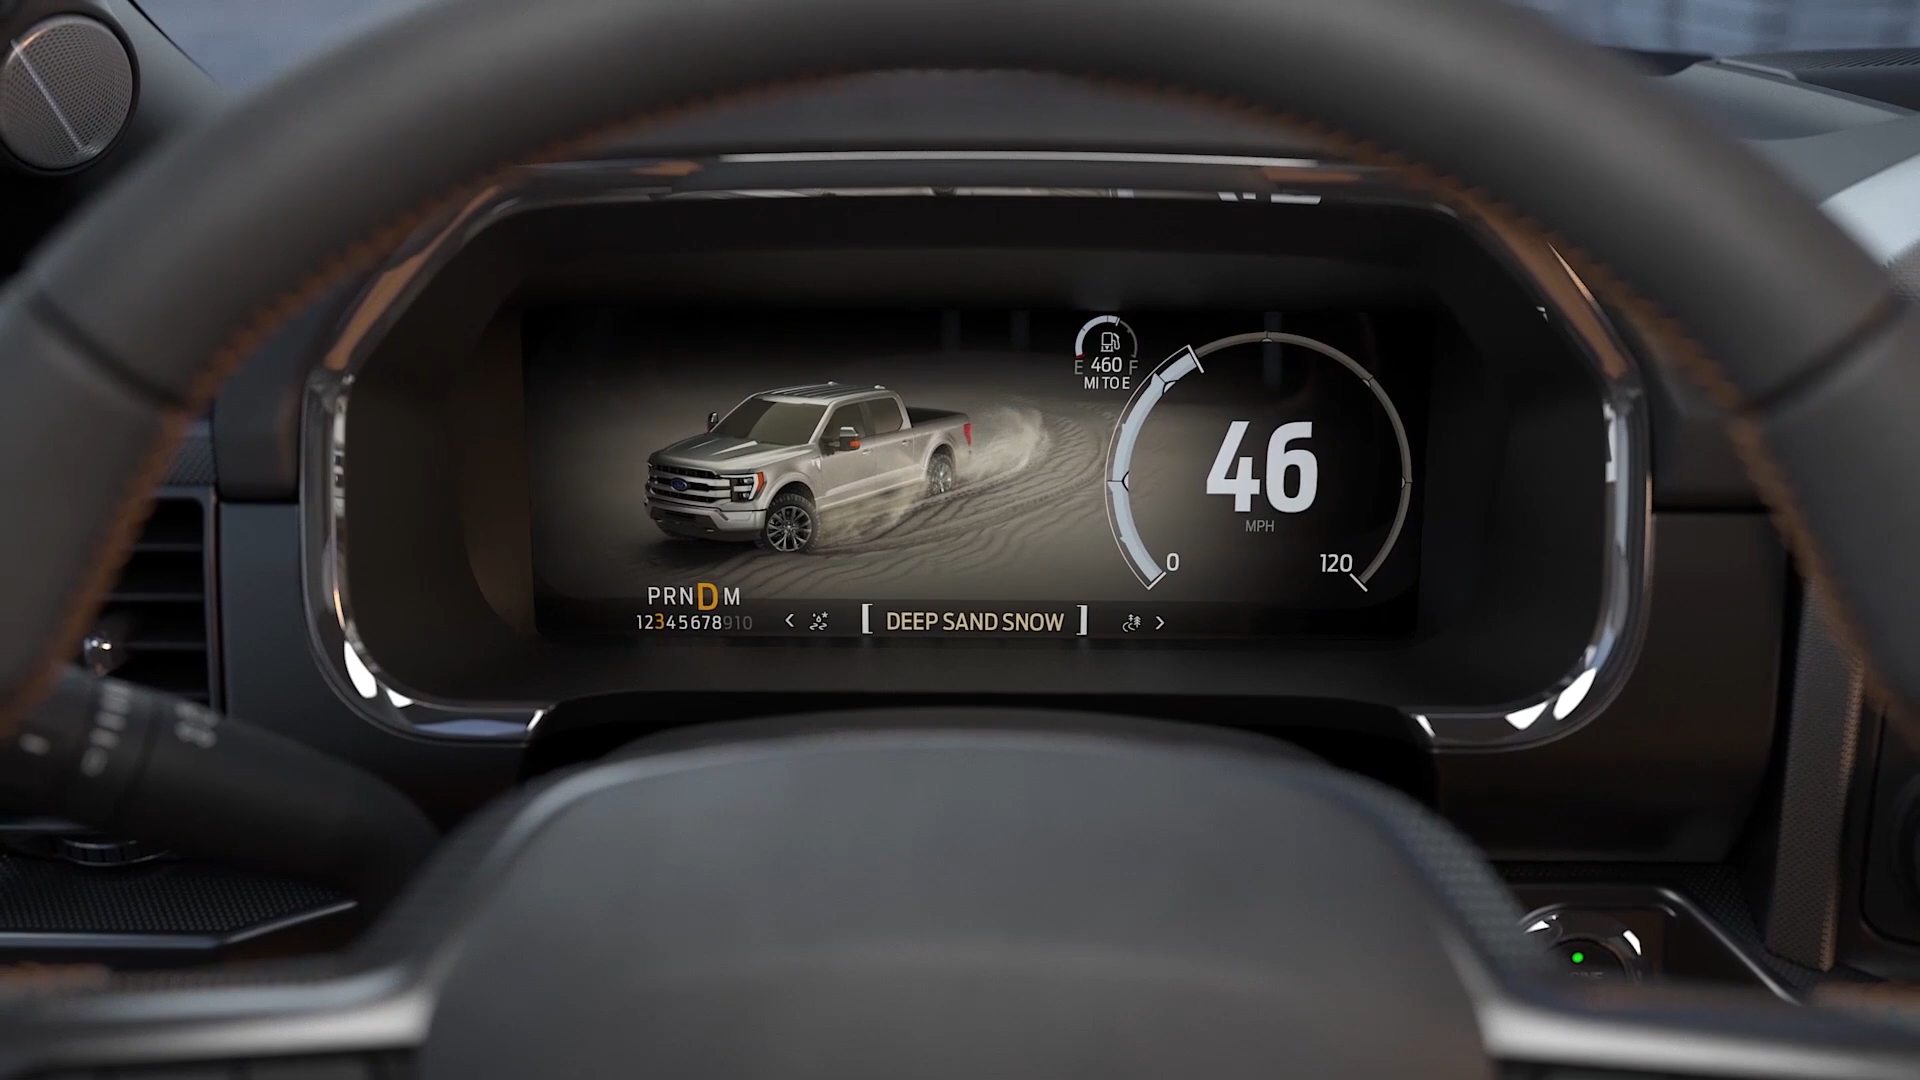 E 460 F
MI TO E
46
MPH
0
120
PRNDM
12345678910
< [ DEEP SAND SNOW ] >